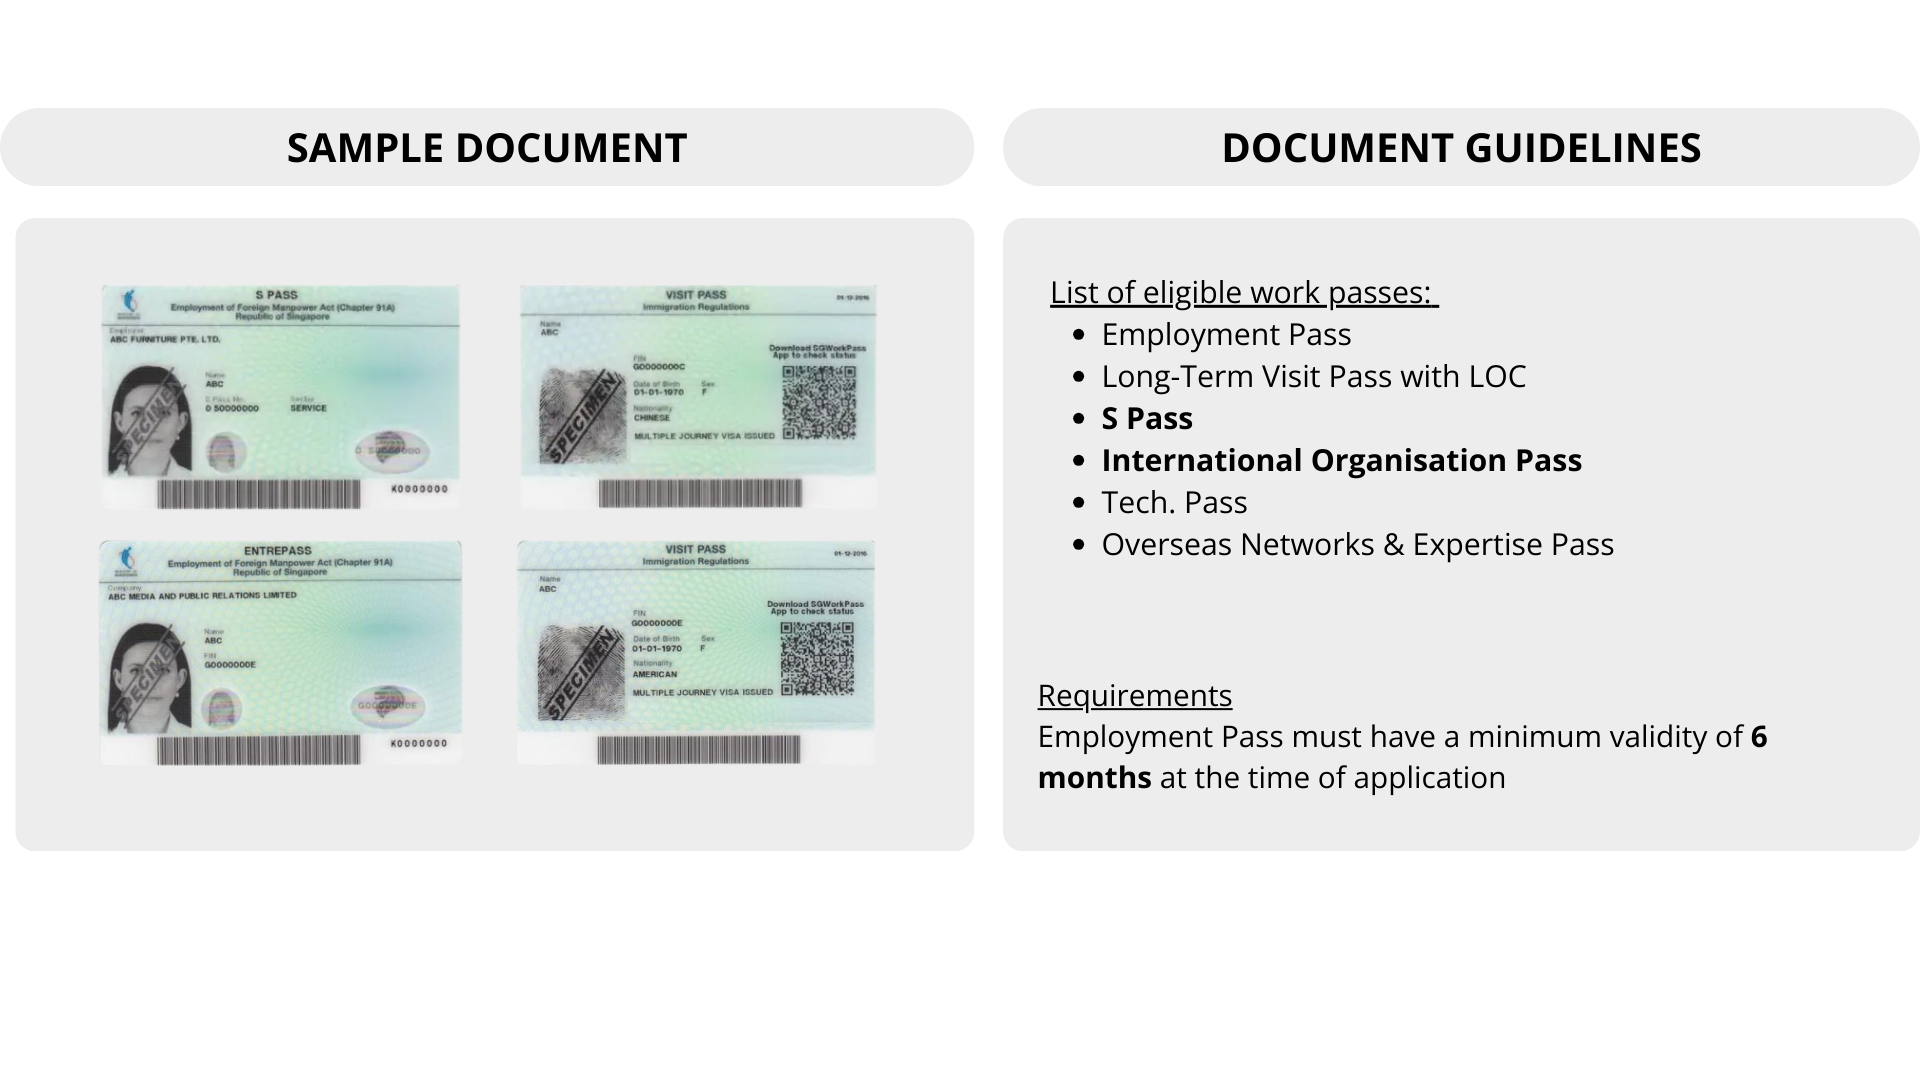 SAMPLE DOCUMENT
S PASS
Employment of Foreign Manpower Act (Chapter 91A)
Republic of Singapore
Employer
ABC FURNITURE PTE. LTD.
Name
ABC
S Pass No.
Sector
0 50000000
SERVICE
SPECIMEN
K0000000
VISIT PASS
Immigration Regulations
01-12-2016
Name
ABC
Download SGWorkPass
App to check status
FIN
G0000000C
Date of Birth
Sex
01-01-1970
F
Nationality
CHINESE
MULTIPLE JOURNEY VISA ISSUED
SPECIMEN
ENTREPASS
Employment of Foreign Manpower Act (Chapter 91A)
Republic of Singapore
Company
ABC MEDIA AND PUBLIC RELATIONS LIMITED
Name
ABC
FIN
G0000000E
SPECIMEN
G0000000E
K0000000
VISIT PASS
Immigration Regulations
01-12-2016
Name
ABC
Download SGWorkPass
App to check status
FIN
G0000000E
Date of Birth
Sex
01-01-1970
F
Nationality
AMERICAN
MULTIPLE JOURNEY VISA ISSUED
SPECIMEN
DOCUMENT GUIDELINES
List of eligible work passes:
• Employment Pass
• Long-Term Visit Pass with LOC
• S Pass
• International Organisation Pass
• Tech. Pass
• Overseas Networks & Expertise Pass
Requirements
Employment Pass must have a minimum validity of 6
months at the time of application